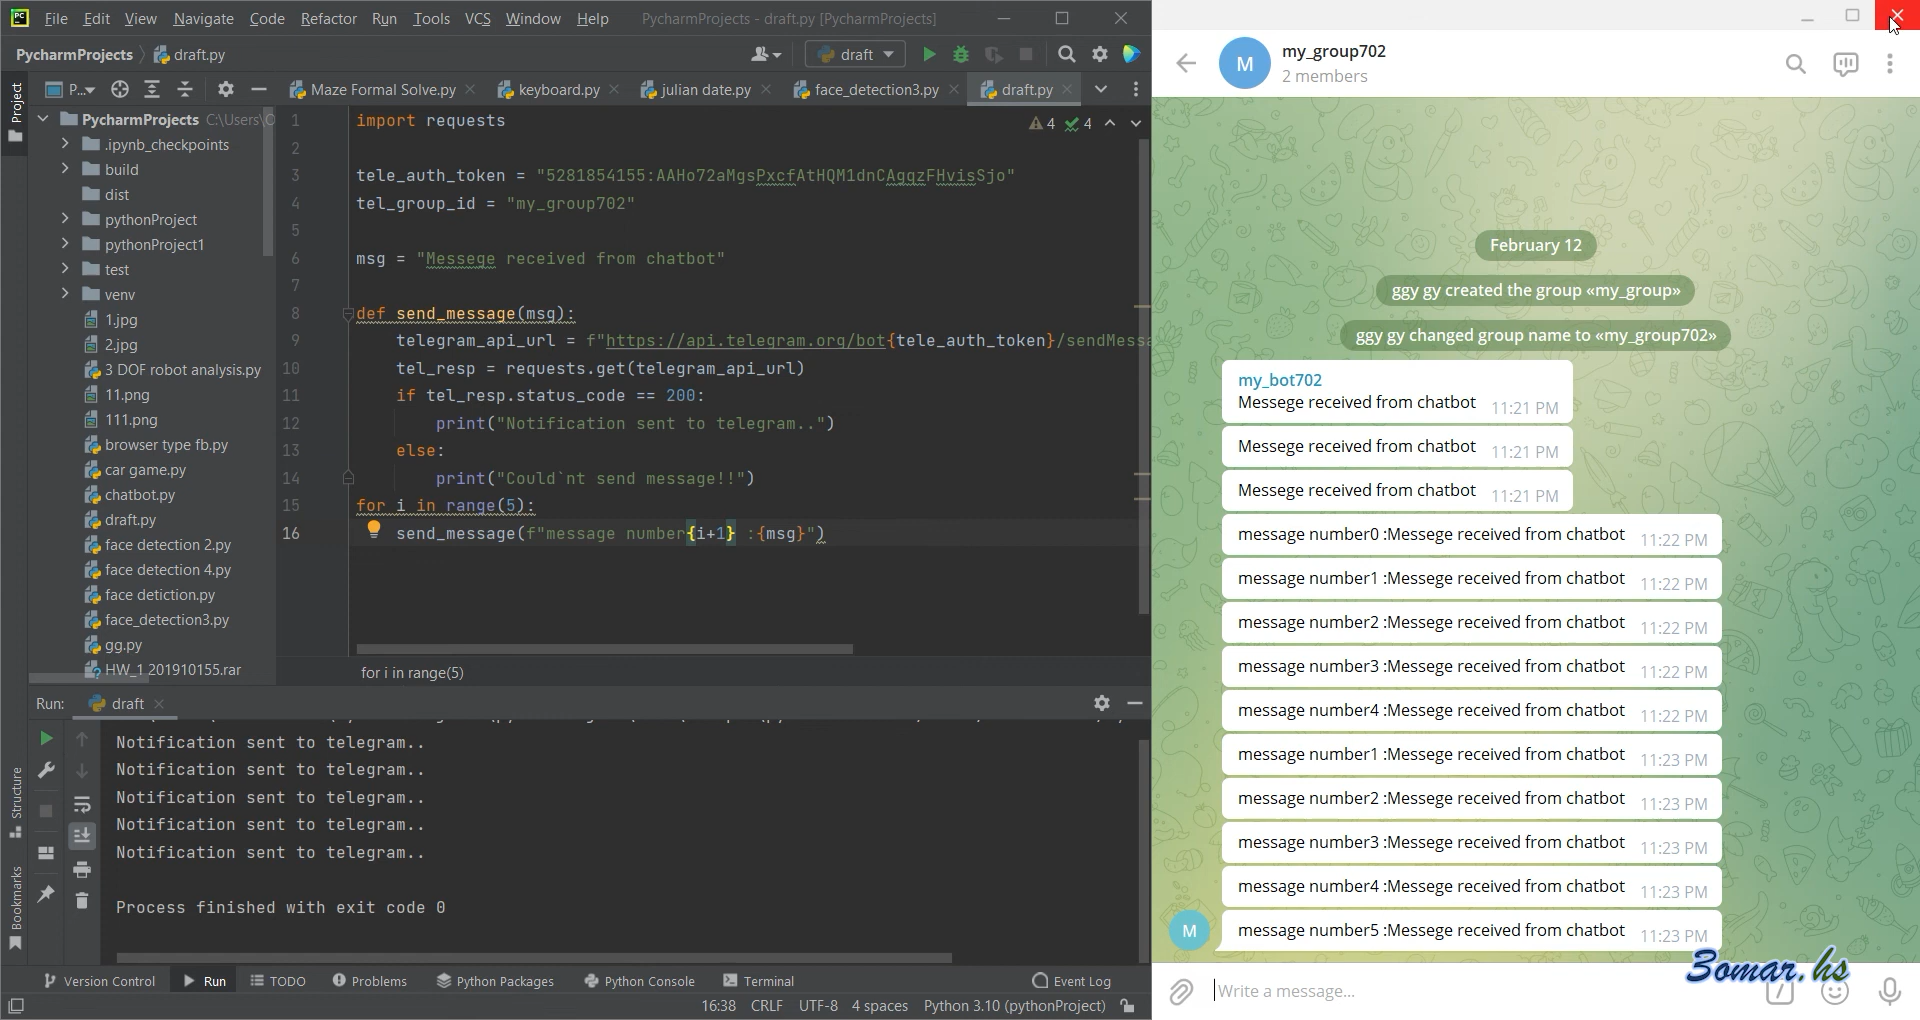 File Edit View Navigate Code Refactor Run Tools VCS Window Help PycharmProjects - draft.py [PycharmProjects]
PycharmProjects draft.py draft
Project
P... Maze Formal Solve.py keyboard.py julian date.py face_detection3.py draft.py
PycharmProjects C:\Users\
.ipynb_checkpoints
build
dist
pythonProject
pythonProject1
test
venv
1.jpg
2.jpg
3 DOF robot analysis.py
11.png
111.png
browser type fb.py
car game.py
chatbot.py
draft.py
face detection 2.py
face detection 4.py
face detiction.py
face_detection3.py
gg.py
HW_1 201910155.rar
4 4
1 import requests
2
3 tele_auth_token = "5281854155:AAHo72aMgsPxcfAtHQM1dnCAgqzFHvisSjo"
4 tel_group_id = "my_group702"
5
6 msg = "Messege received from chatbot"
7
8 def send_message(msg):
9 telegram_api_url = f"https://api.telegram.org/bot{tele_auth_token}/sendMessa
10 tel_resp = requests.get(telegram_api_url)
11 if tel_resp.status_code == 200:
12 print("Notification sent to telegram..")
13 else:
14 print("Could`nt send message!!")
15 for i in range(5):
16 send_message(f"message number{i+1} :{msg}")
for i in range(5)
Run: draft
Notification sent to telegram..
Notification sent to telegram..
Notification sent to telegram..
Notification sent to telegram..
Notification sent to telegram..
Process finished with exit code 0
Structure
Bookmarks
Version Control Run TODO Problems Python Packages Python Console Terminal Event Log
16:38 CRLF UTF-8 4 spaces Python 3.10 (pythonProject)
M
my_group702
2 members
February 12
ggy gy created the group «my_group»
ggy gy changed group name to «my_group702»
my_bot702
Messege received from chatbot 11:21 PM
Messege received from chatbot 11:21 PM
Messege received from chatbot 11:21 PM
message number0 :Messege received from chatbot 11:22 PM
message number1 :Messege received from chatbot 11:22 PM
message number2 :Messege received from chatbot 11:22 PM
message number3 :Messege received from chatbot 11:22 PM
message number4 :Messege received from chatbot 11:22 PM
message number1 :Messege received from chatbot 11:23 PM
message number2 :Messege received from chatbot 11:23 PM
message number3 :Messege received from chatbot 11:23 PM
message number4 :Messege received from chatbot 11:23 PM
M message number5 :Messege received from chatbot 11:23 PM
3omar.hs
Write a message...